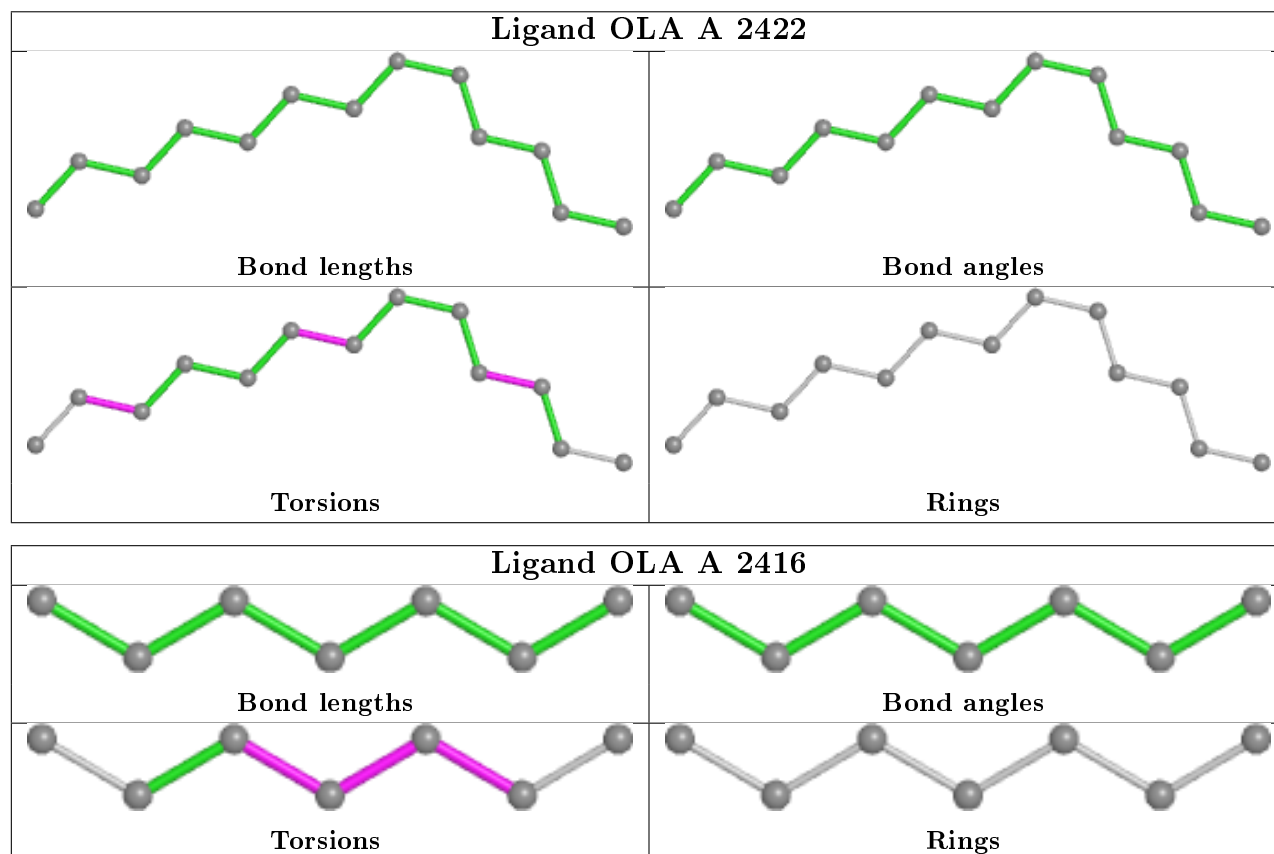 Ligand OLA A 2422
Bond lengths
Bond angles
Torsions
Rings
Ligand OLA A 2416
Bond lengths
Bond angles
Torsions
Rings